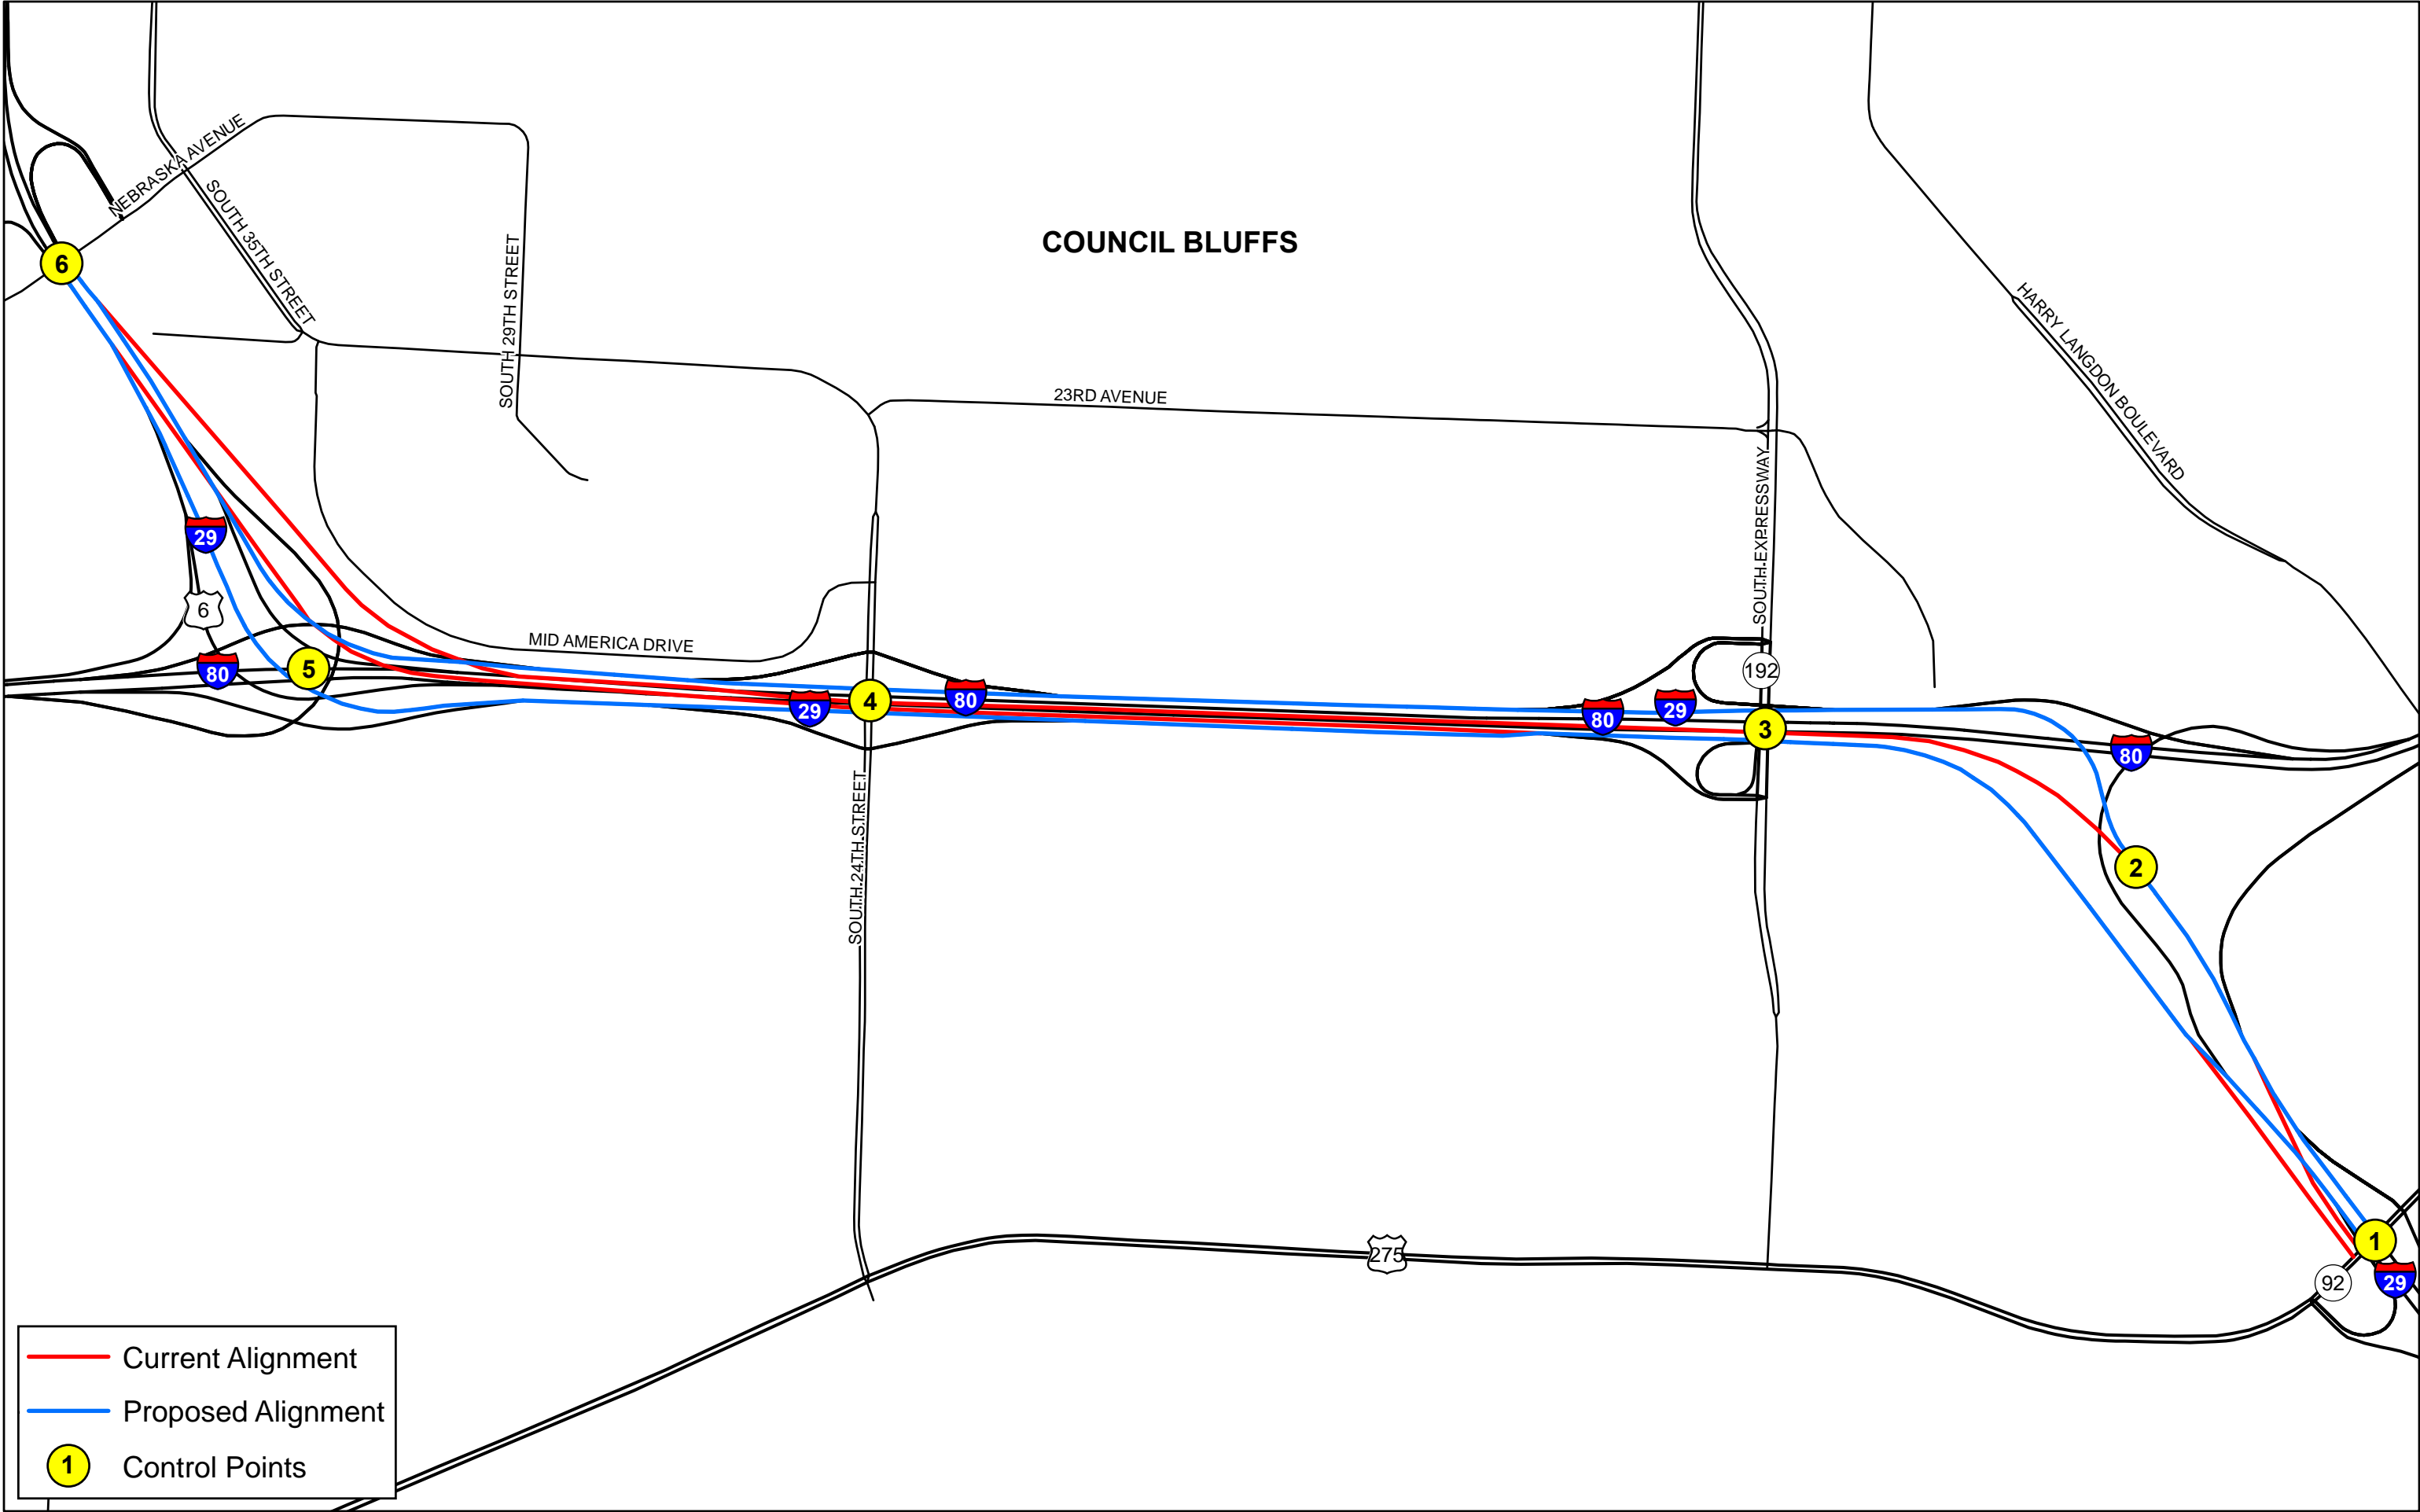 NEBRASKA AVENUE
SOUTH 35TH STREET
SOUTH 29TH STREET
COUNCIL BLUFFS
HARRY LANGDON BOULEVARD
6
23RD AVENUE
SOUTH EXPRESSWAY
29
6
MID AMERICA DRIVE
80
5
29
4
80
80
29
192
3
80
2
SOUTH 24TH STREET
275
1
92
29
Current Alignment
Proposed Alignment
1 Control Points